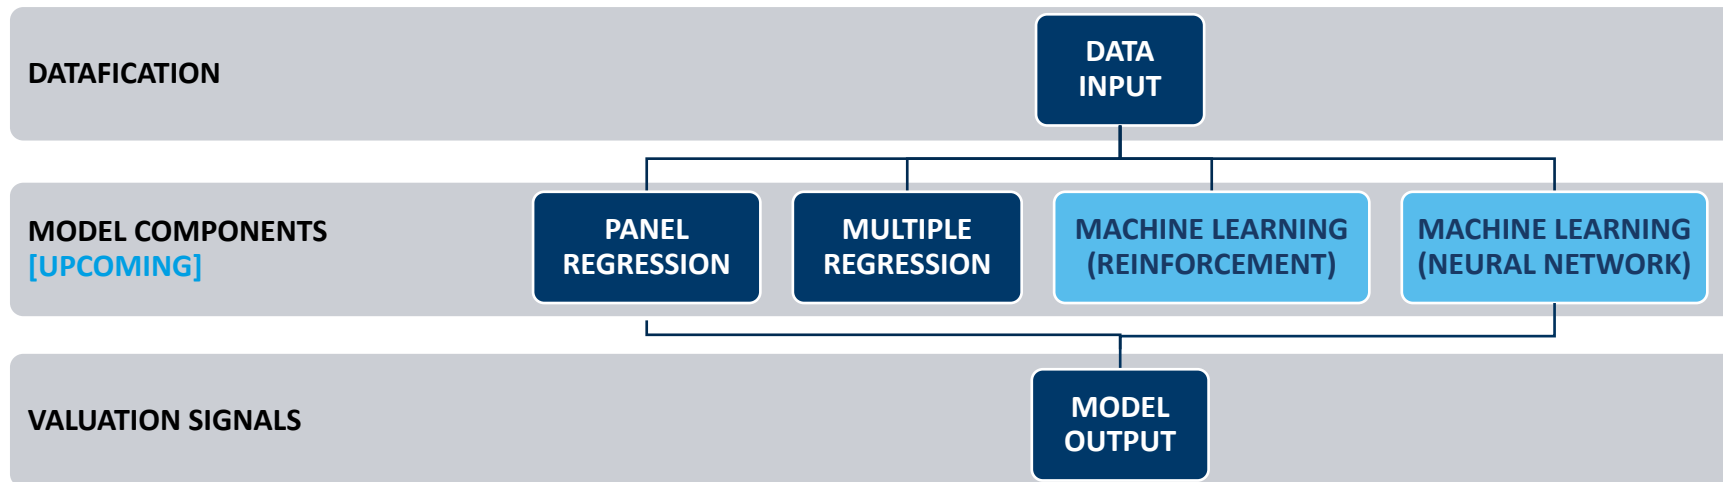 DATAFICATION
DATA
INPUT
MODEL COMPONENTS
[UPCOMING]
PANEL
REGRESSION
MULTIPLE
REGRESSION
MACHINE LEARNING
(REINFORCEMENT)
MACHINE LEARNING
(NEURAL NETWORK)
VALUATION SIGNALS
MODEL
OUTPUT